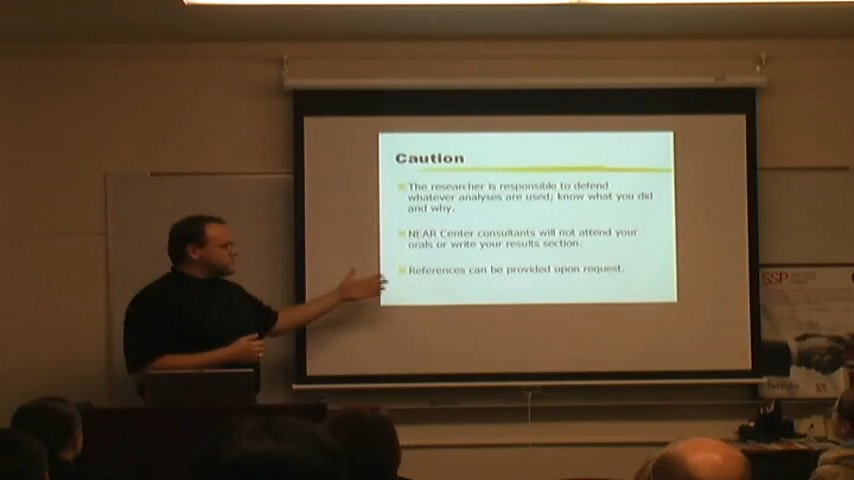 Caution
The researcher is responsible to defend
whatever analyses are used; know what you did
and why.
NEAR Center consultants will not attend your
orals or write your results section.
References can be provided upon request.
SSP